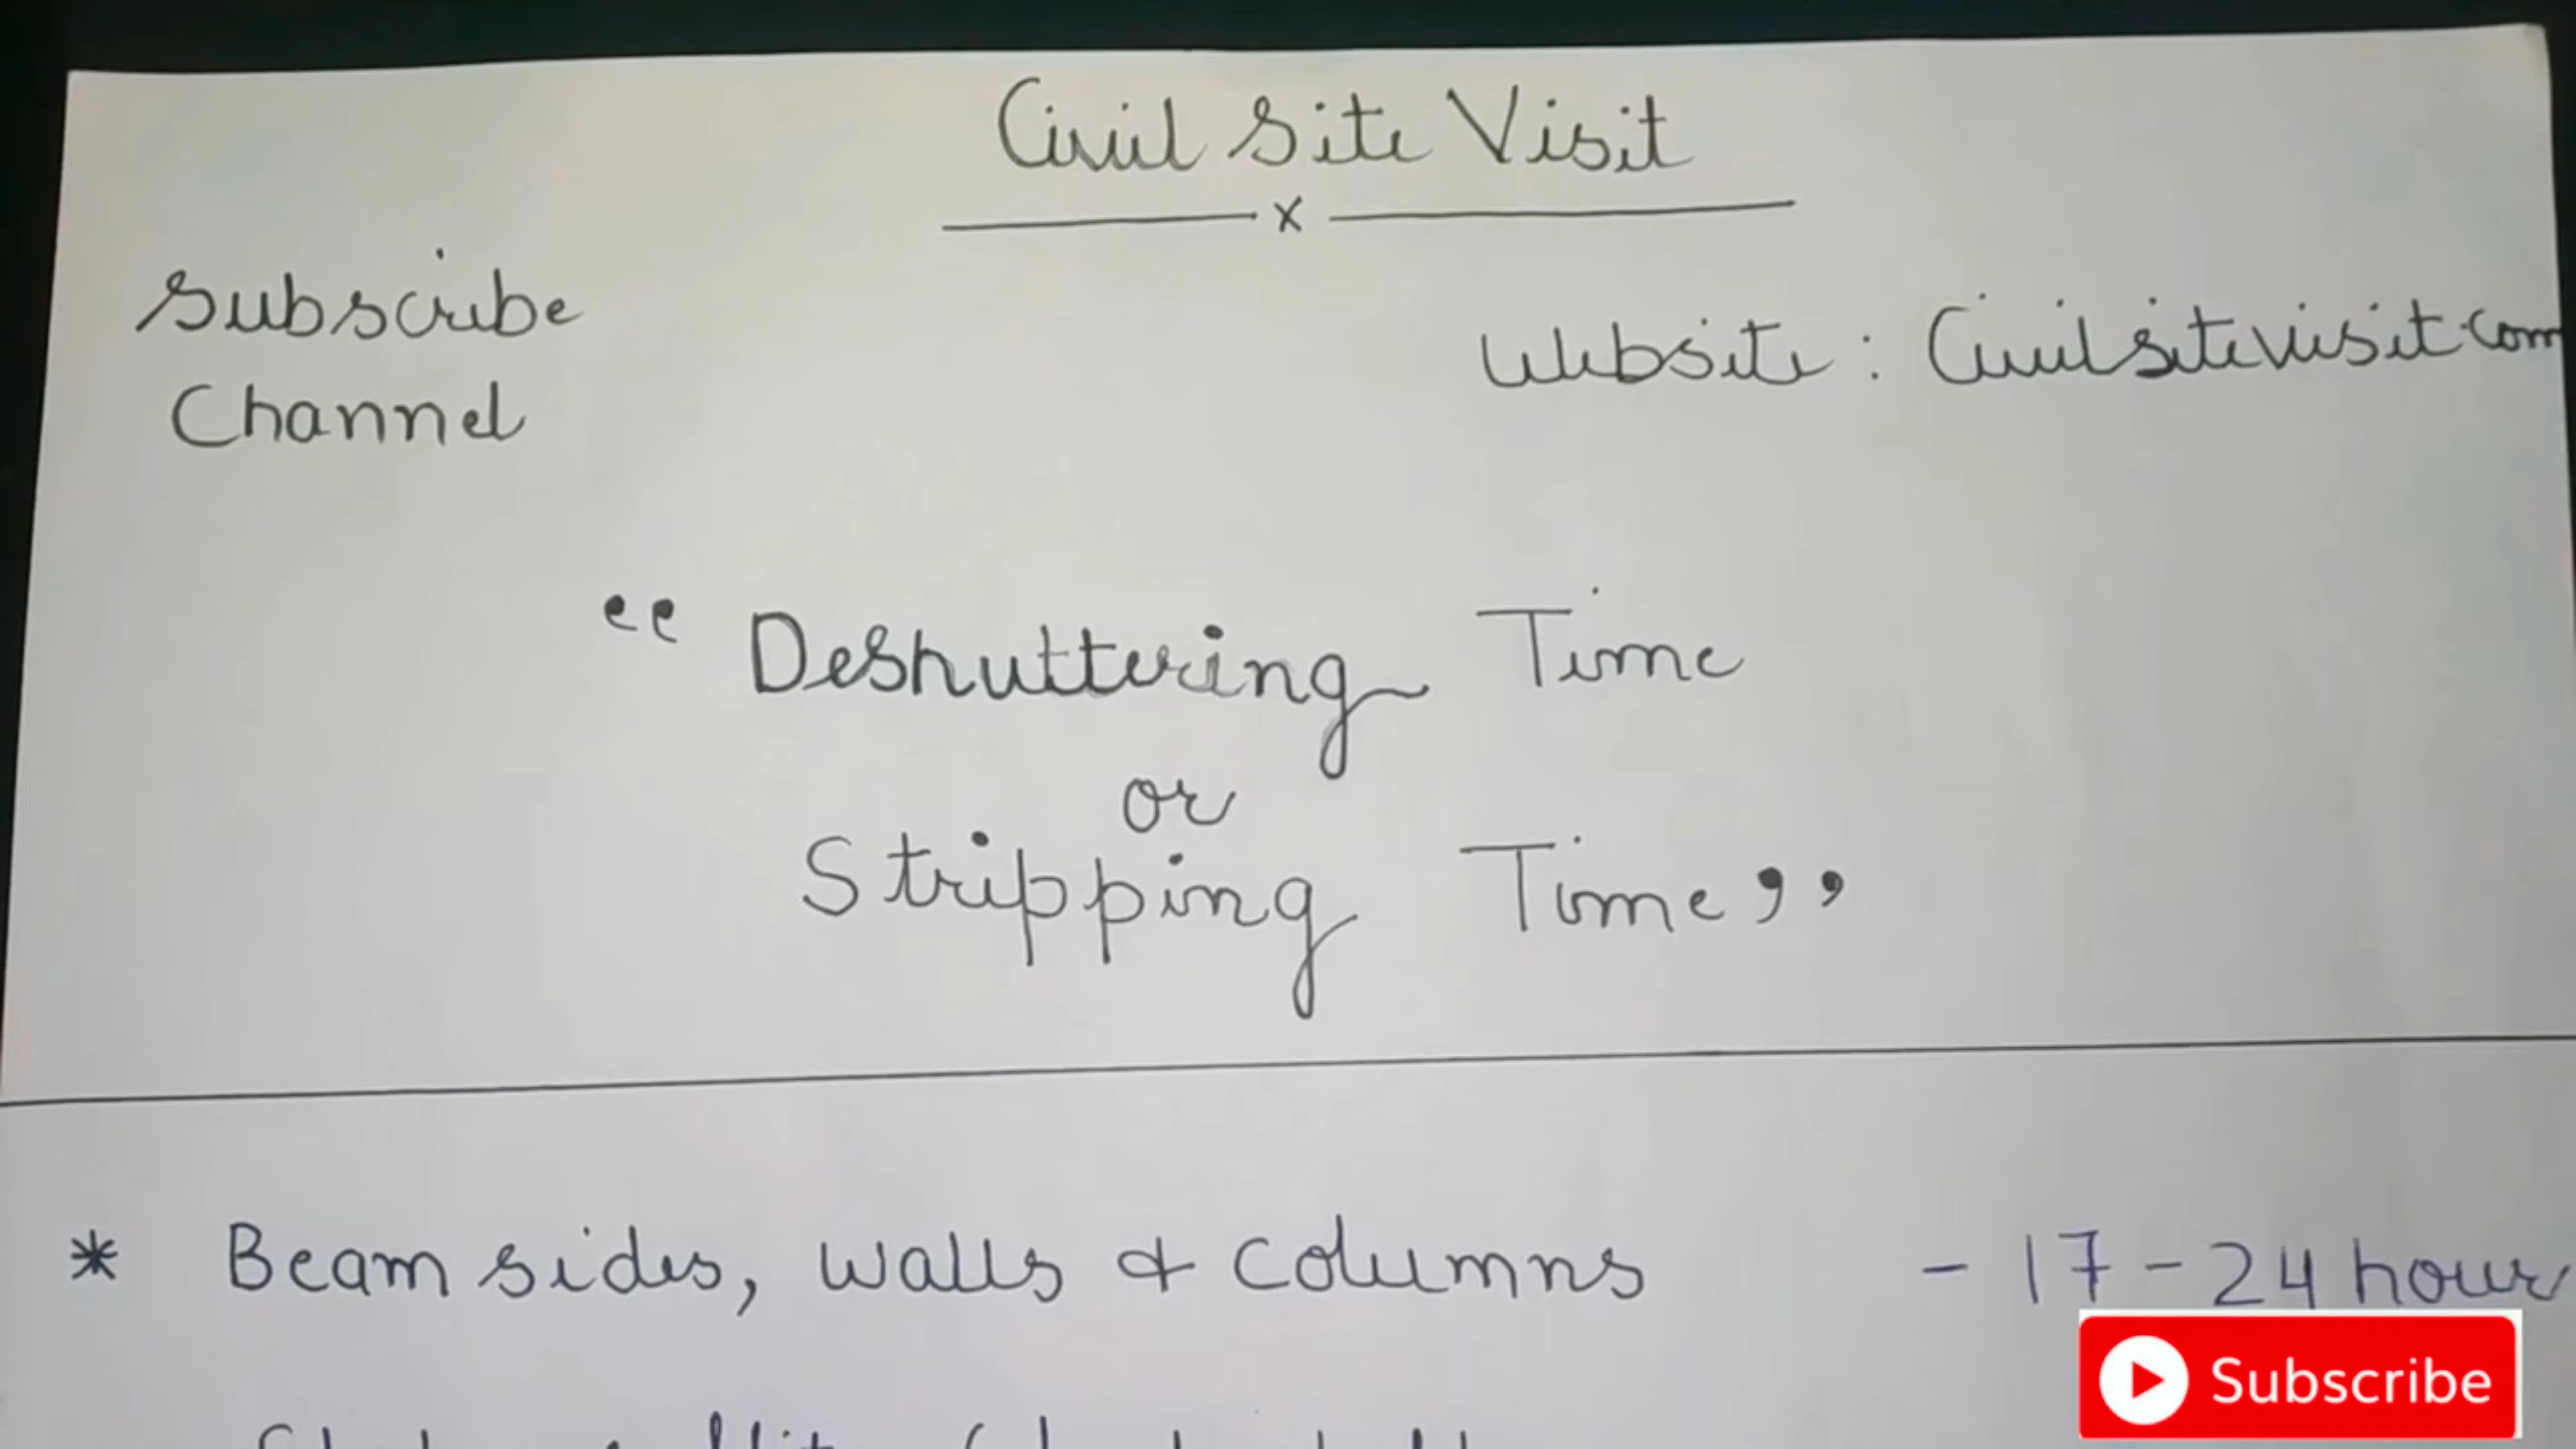 Civil Site Visit
x
Subscribe
Channel
Website : Civilsitevisit.com
“ Deshuttering Time
or
Stripping Time ”
* Beam sides, walls & columns - 17-24 hour
Subscribe